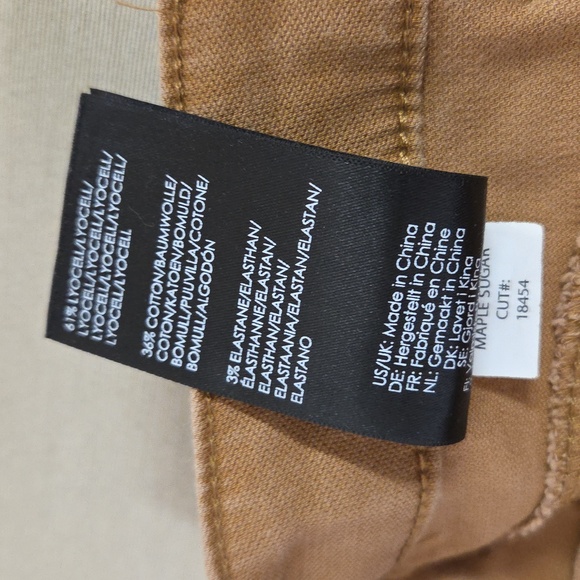 61% LYOCELL/LYOCELL/
LYOCELL/LYOCELL/LYOCELL/
LYOCELL/LYOCELL/LYOCELL/
LYOCELL/LYOCELL
36% COTTON/BAUMWOLLE/
COTON/KATOEN/BOMULD/
BOMULL/PUUVILLA/COTONE/
BOMULL/ALGODÓN
3% ELASTANE/ELASTHAN/
ÉLASTHANNE/ELASTAN/
ELASTHAN/ELASTAN/
ELASTAANIA/ELASTAN/ELASTAN/
ELASTANO
US/UK: Made in China
DE: Hergestellt in China
FR: Fabriqué en Chine
NL: Gemaakt in China
DK: Lavet i China
SE: Gjord i Kina
MAPLE SUGAR
CUT#:
18454